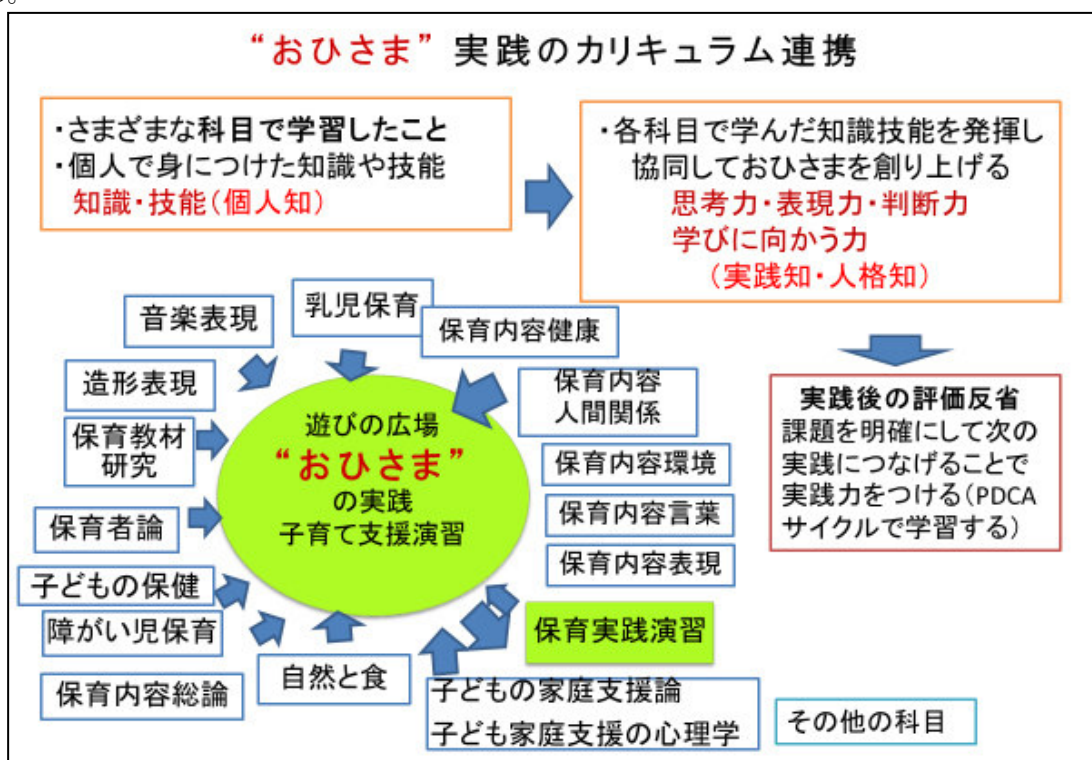 る。
“おひさま” 実践のカリキュラム連携
・さまざまな科目で学習したこと
・個人で身につけた知識や技能
知識・技能(個人知)
・各科目で学んだ知識技能を発揮し
協同しておひさまを創り上げる
思考力・表現力・判断力
学びに向かう力
(実践知・人格知)
音楽表現
乳児保育
保育内容健康
造形表現
保育内容
人間関係
保育教材
研究
遊びの広場
“おひさま”
の実践
子育て支援演習
保育内容環境
保育内容言葉
保育内容表現
保育者論
子どもの保健
障がい児保育
保育内容総論
自然と食
保育実践演習
子どもの家庭支援論
子ども家庭支援の心理学
その他の科目
実践後の評価反省
課題を明確にして次の
実践につなげることで
実践力をつける(PDCA
サイクルで学習する)